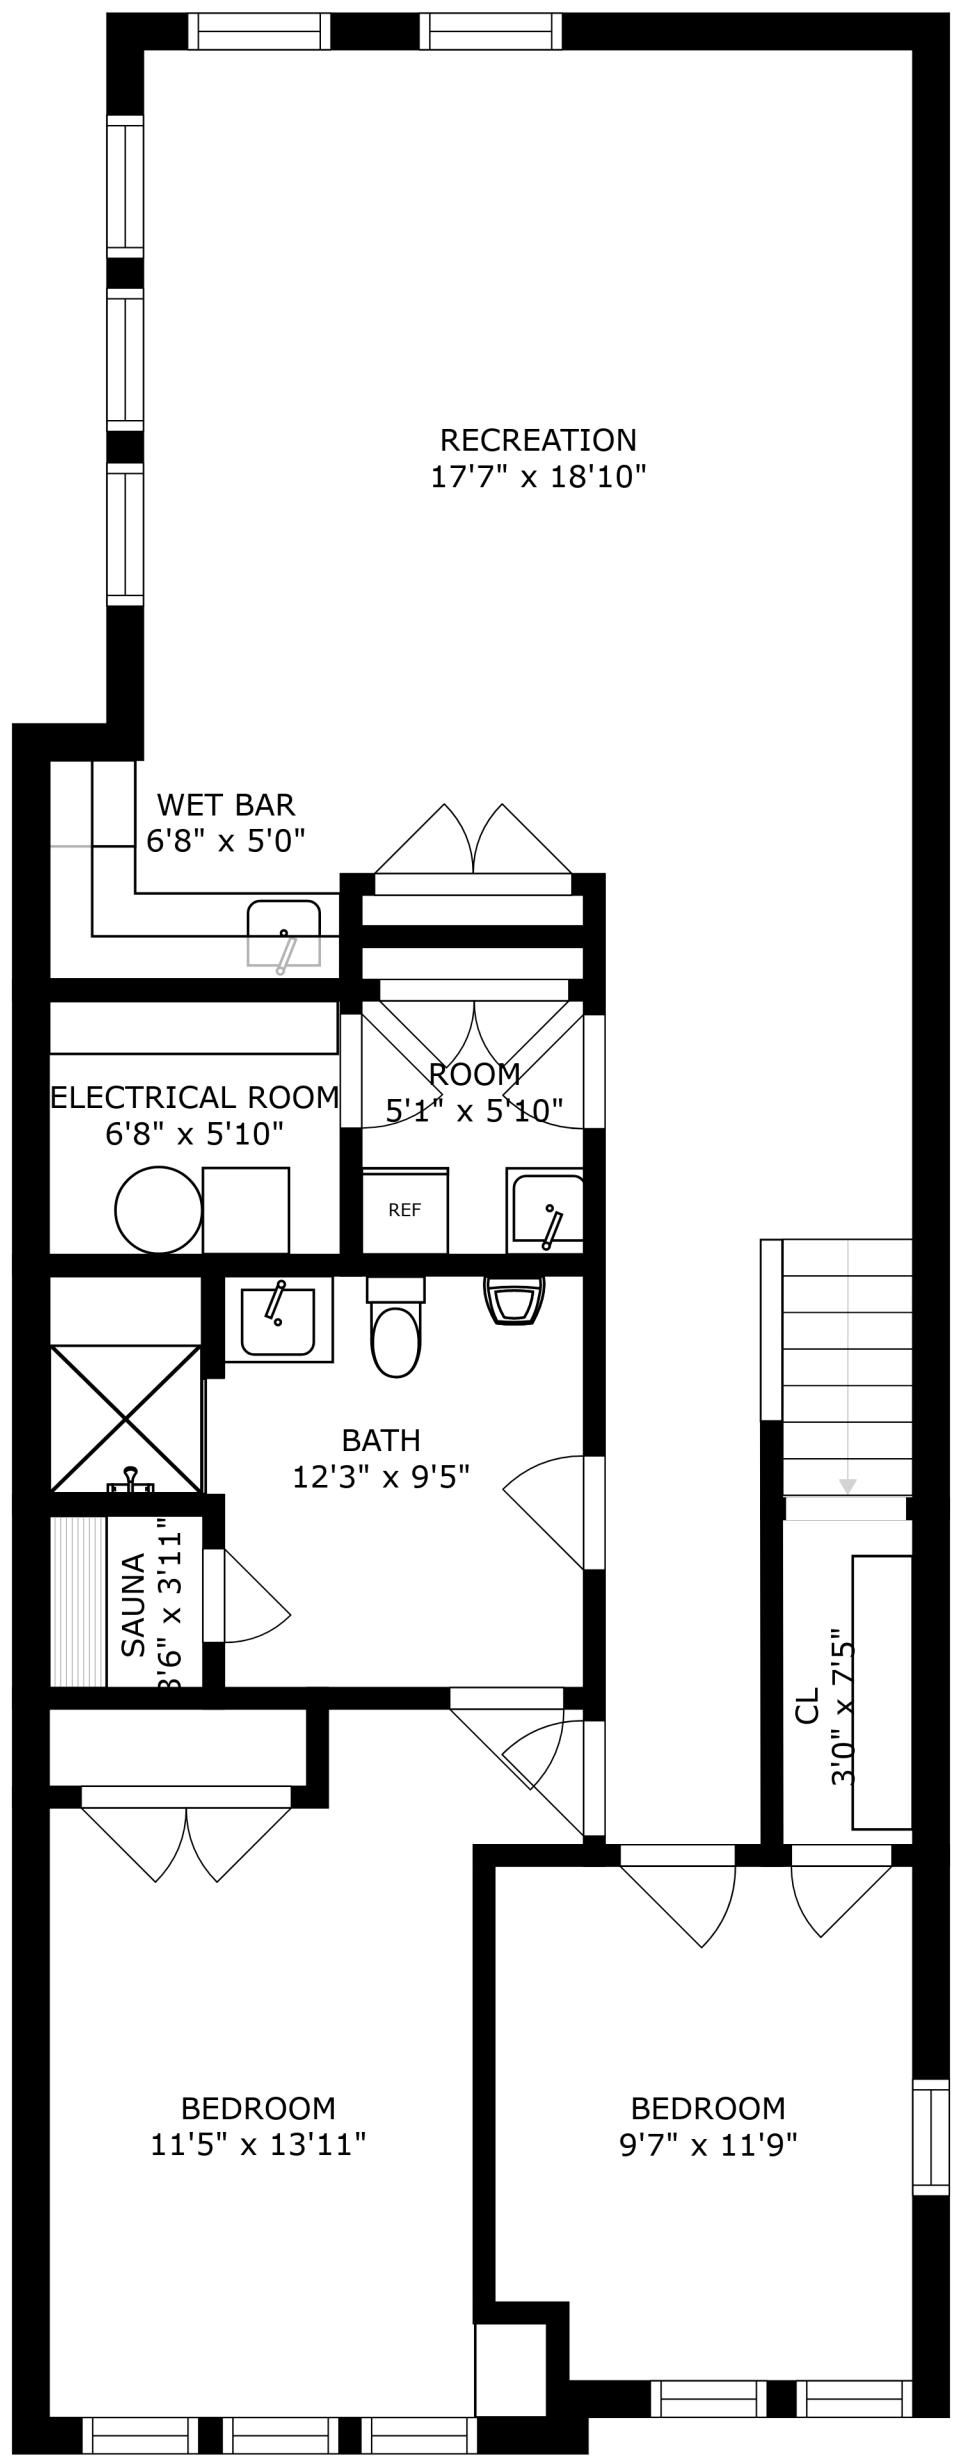 RECREATION
17'7" x 18'10"
WET BAR
6'8" x 5'0"
ROOM
5'1" x 5'10"
ELECTRICAL ROOM
6'8" x 5'10"
REF
BATH
12'3" x 9'5"
SAUNA
3'6" x 3'11"
CL
3'0" x 7'5"
BEDROOM
11'5" x 13'11"
BEDROOM
9'7" x 11'9"